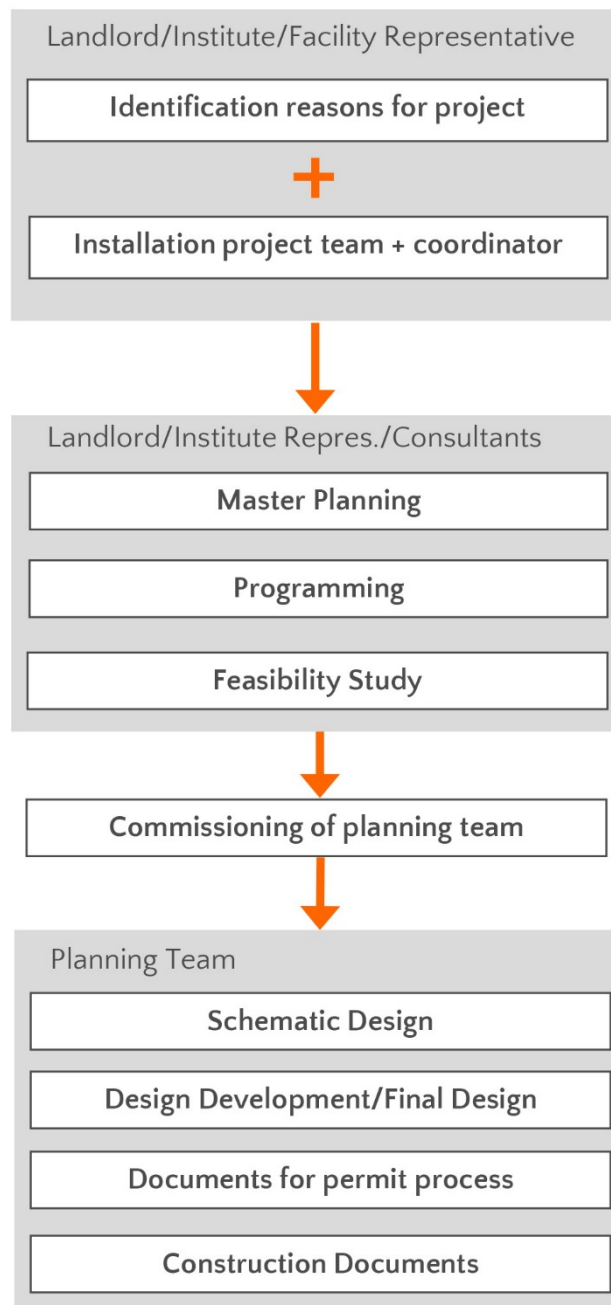 Landlord/Institute/Facility Representative
Identification reasons for project
+
Installation project team + coordinator
Landlord/Institute Repres./Consultants
Master Planning
Programming
Feasibility Study
Commissioning of planning team
Planning Team
Schematic Design
Design Development/Final Design
Documents for permit process
Construction Documents